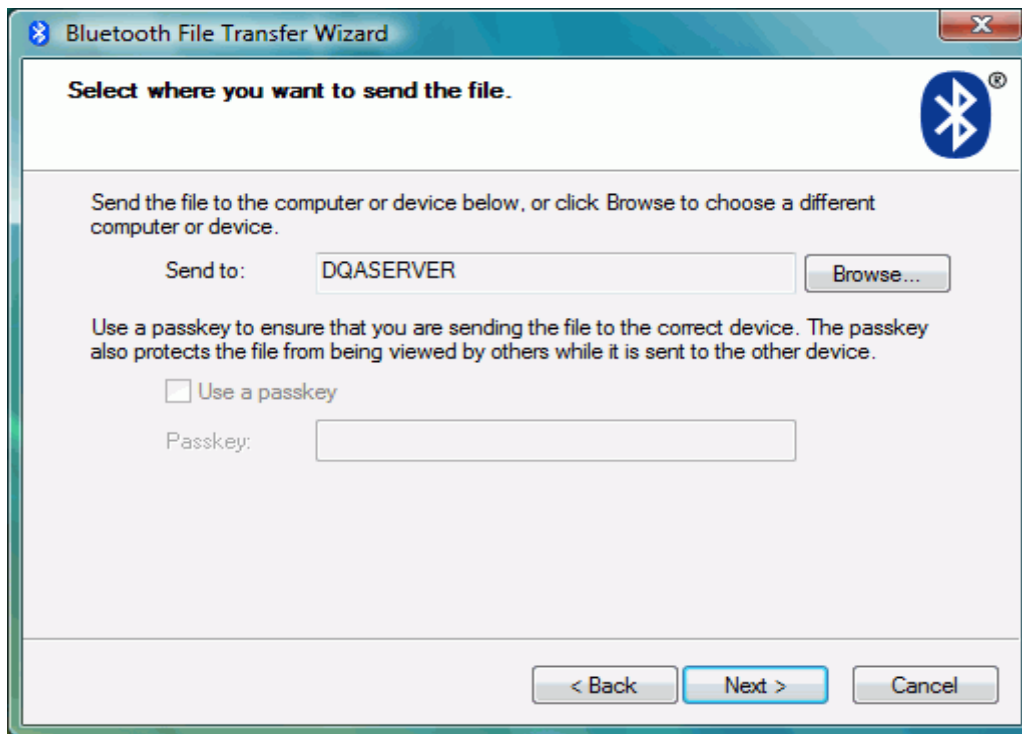 Bluetooth File Transfer Wizard
Select where you want to send the file.
®
Send the file to the computer or device below, or click Browse to choose a different
computer or device.
Send to: DQASERVER Browse...
Use a passkey to ensure that you are sending the file to the correct device. The passkey
also protects the file from being viewed by others while it is sent to the other device.
Use a passkey
Passkey:
< Back Next > Cancel